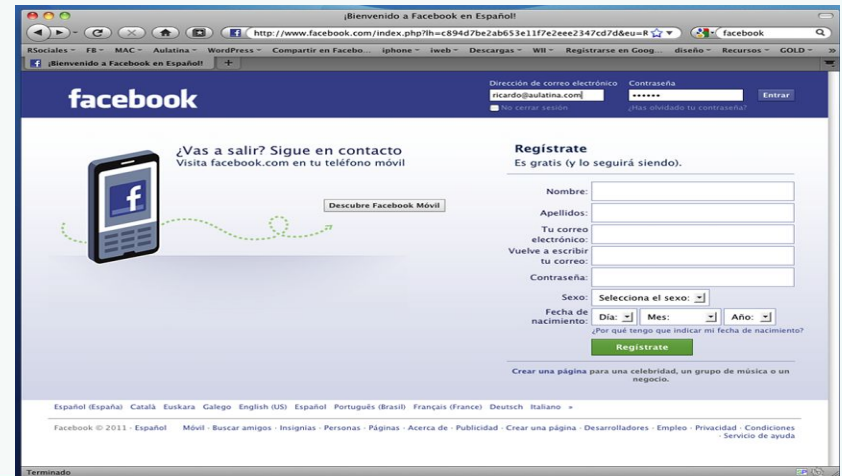 ¡Bienvenido a Facebook en Español!
http://www.facebook.com/index.php?lh=c894d7be2ab653e11f7e2eee2347cd7d&eu=R
facebook
RSociales FB MAC Aulatina WordPress Compartir en Facebo... iphone iweb Descargas WII Registrarse en Goog... diseño Recursos GOLD »
¡Bienvenido a Facebook en Español! +
facebook
Dirección de correo electrónico Contraseña
ricardo@aulatina.com •••••• Entrar
No cerrar sesión ¿Has olvidado tu contraseña?
¿Vas a salir? Sigue en contacto
Visita facebook.com en tu teléfono móvil
f
Descubre Facebook Móvil
Regístrate
Es gratis (y lo seguirá siendo).
Nombre:
Apellidos:
Tu correo
electrónico:
Vuelve a escribir
tu correo:
Contraseña:
Sexo: Selecciona el sexo:
Fecha de
nacimiento: Día: Mes: Año:
¿Por qué tengo que indicar mi fecha de nacimiento?
Regístrate
Crear una página para una celebridad, un grupo de música o un
negocio.
Español (España) Català Euskara Galego English (US) Español Português (Brasil) Français (France) Deutsch Italiano »
Facebook © 2011 · Español Móvil · Buscar amigos · Insignias · Personas · Páginas · Acerca de · Publicidad · Crear una página · Desarrolladores · Empleo · Privacidad · Condiciones
· Servicio de ayuda
Terminado